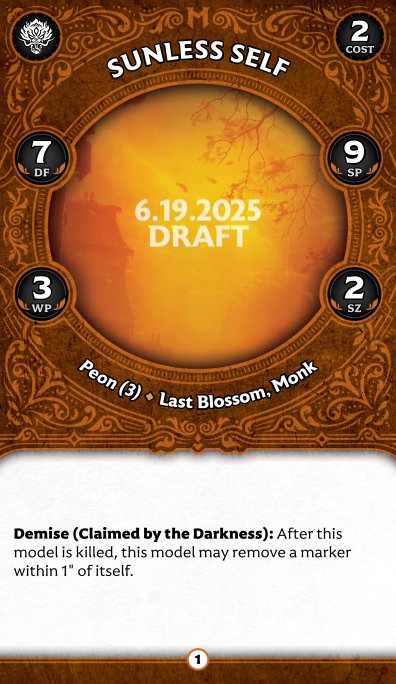 2
COST
SUNLESS SELF
7
DF
9
SP
6.19.2025
DRAFT
3
WP
2
SZ
Peon (3) ♦ Last Blossom, Monk
Demise (Claimed by the Darkness): After this
model is killed, this model may remove a marker
within 1" of itself.
1